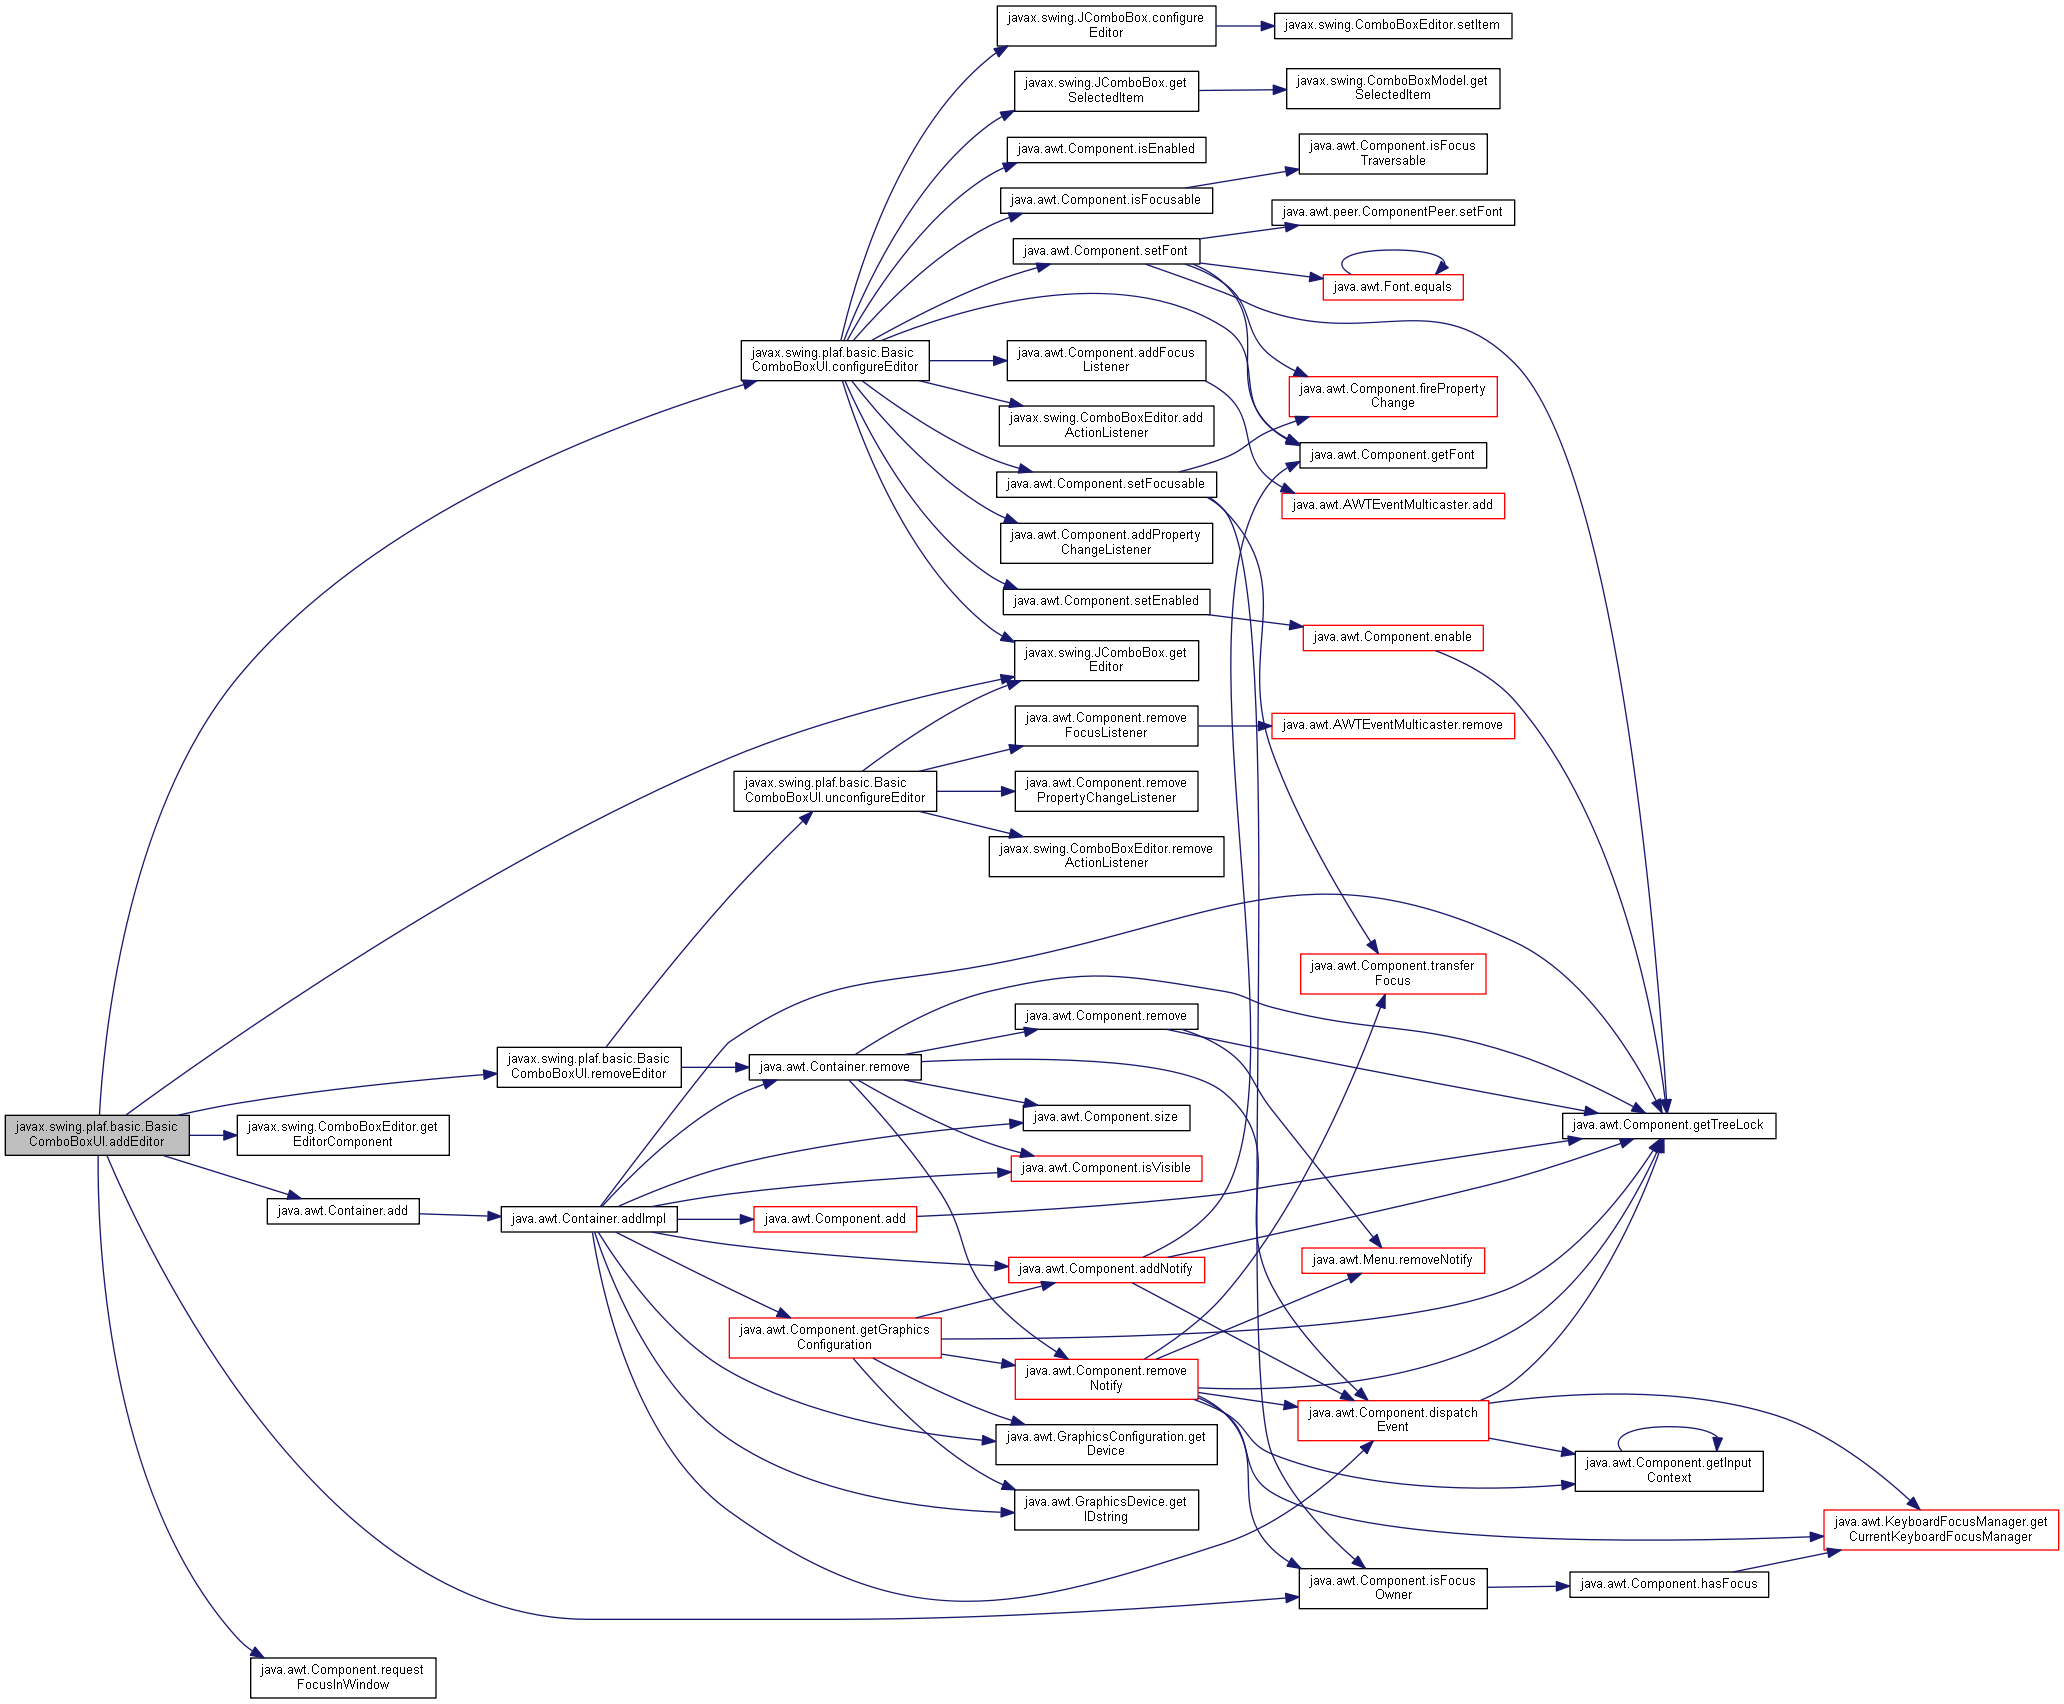 javax.swing.JComboBox.configure
Editor
javax.swing.ComboBoxEditor.setItem
javax.swing.JComboBox.get
SelectedItem
javax.swing.ComboBoxModel.get
SelectedItem
java.awt.Component.isEnabled
java.awt.Component.isFocus
Traversable
java.awt.Component.isFocusable
java.awt.peer.ComponentPeer.setFont
java.awt.Component.setFont
java.awt.Font.equals
javax.swing.plaf.basic.Basic
ComboBoxUI.configureEditor
java.awt.Component.addFocus
Listener
java.awt.Component.fireProperty
Change
javax.swing.ComboBoxEditor.add
ActionListener
java.awt.Component.getFont
java.awt.Component.setFocusable
java.awt.AWTEventMulticaster.add
java.awt.Component.addProperty
ChangeListener
java.awt.Component.setEnabled
java.awt.Component.enable
javax.swing.JComboBox.get
Editor
java.awt.Component.remove
FocusListener
java.awt.AWTEventMulticaster.remove
javax.swing.plaf.basic.Basic
ComboBoxUI.unconfigureEditor
java.awt.Component.remove
PropertyChangeListener
javax.swing.ComboBoxEditor.remove
ActionListener
java.awt.Component.transfer
Focus
java.awt.Component.remove
javax.swing.plaf.basic.Basic
ComboBoxUI.removeEditor
java.awt.Container.remove
java.awt.Component.size
java.awt.Component.getTreeLock
javax.swing.plaf.basic.Basic
ComboBoxUI.addEditor
javax.swing.ComboBoxEditor.get
EditorComponent
java.awt.Component.isVisible
java.awt.Container.add
java.awt.Container.addImpl
java.awt.Component.add
java.awt.Component.addNotify
java.awt.Menu.removeNotify
java.awt.Component.getGraphics
Configuration
java.awt.Component.remove
Notify
java.awt.Component.dispatch
Event
java.awt.GraphicsConfiguration.get
Device
java.awt.Component.getInput
Context
java.awt.GraphicsDevice.get
IDstring
java.awt.KeyboardFocusManager.get
CurrentKeyboardFocusManager
java.awt.Component.isFocus
Owner
java.awt.Component.hasFocus
java.awt.Component.request
FocusInWindow